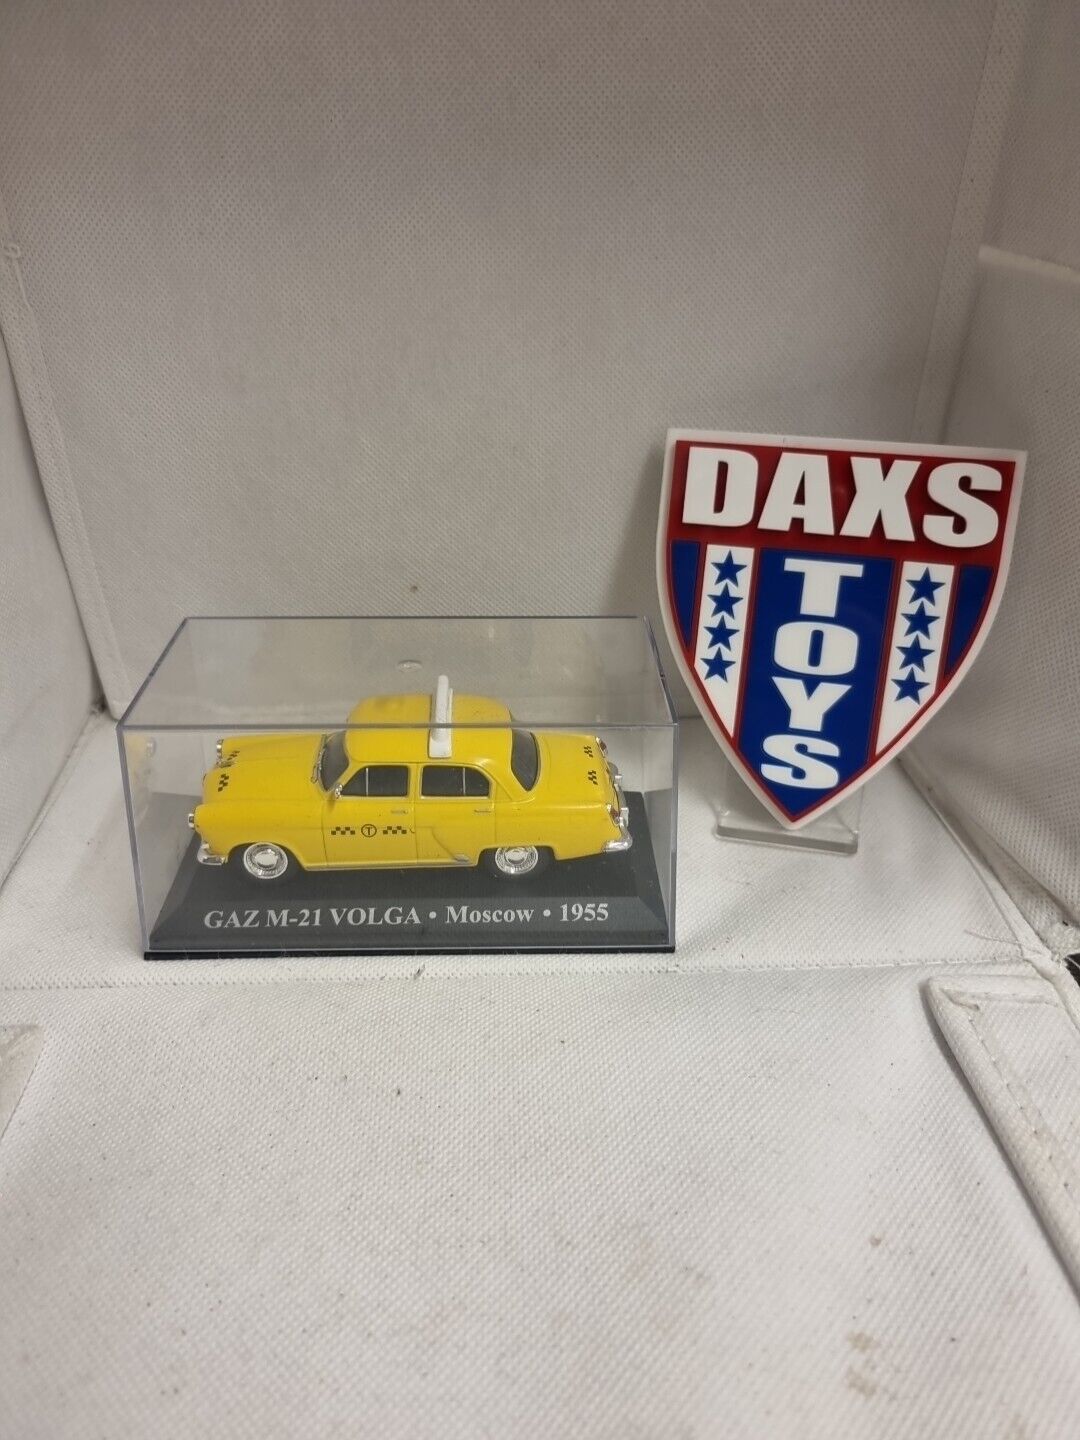 DAXS
TOYS
T
GAZ M-21 VOLGA • Moscow • 1955